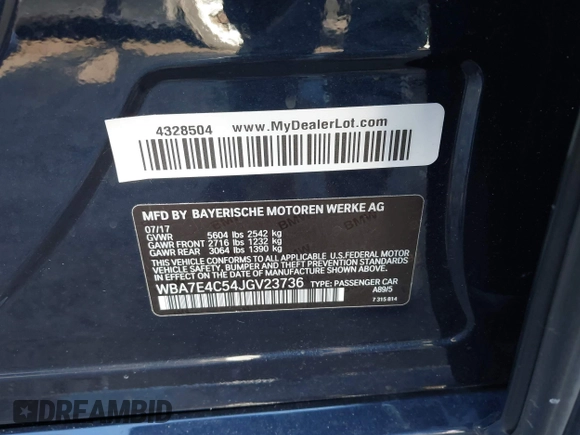 4328504 www.MyDealerLot.com
MFD BY BAYERISCHE MOTOREN WERKE AG
07/17
GVWR 5604 lbs 2542 kg
GAWR FRONT 2716 lbs 1232 kg
GAWR REAR 3064 lbs 1390 kg
THIS VEHICLE CONFORMS TO ALL APPLICABLE U.S. FEDERAL MOTOR
VEHICLE SAFETY, BUMPER, AND THEFT PREVENTION STANDARDS
IN EFFECT ON THE DATE OF MANUFACTURE SHOWN ABOVE.
WBA7E4C54JGV23736 TYPE: PASSENGER CAR
A89/5
7 315 814
DREAMPID